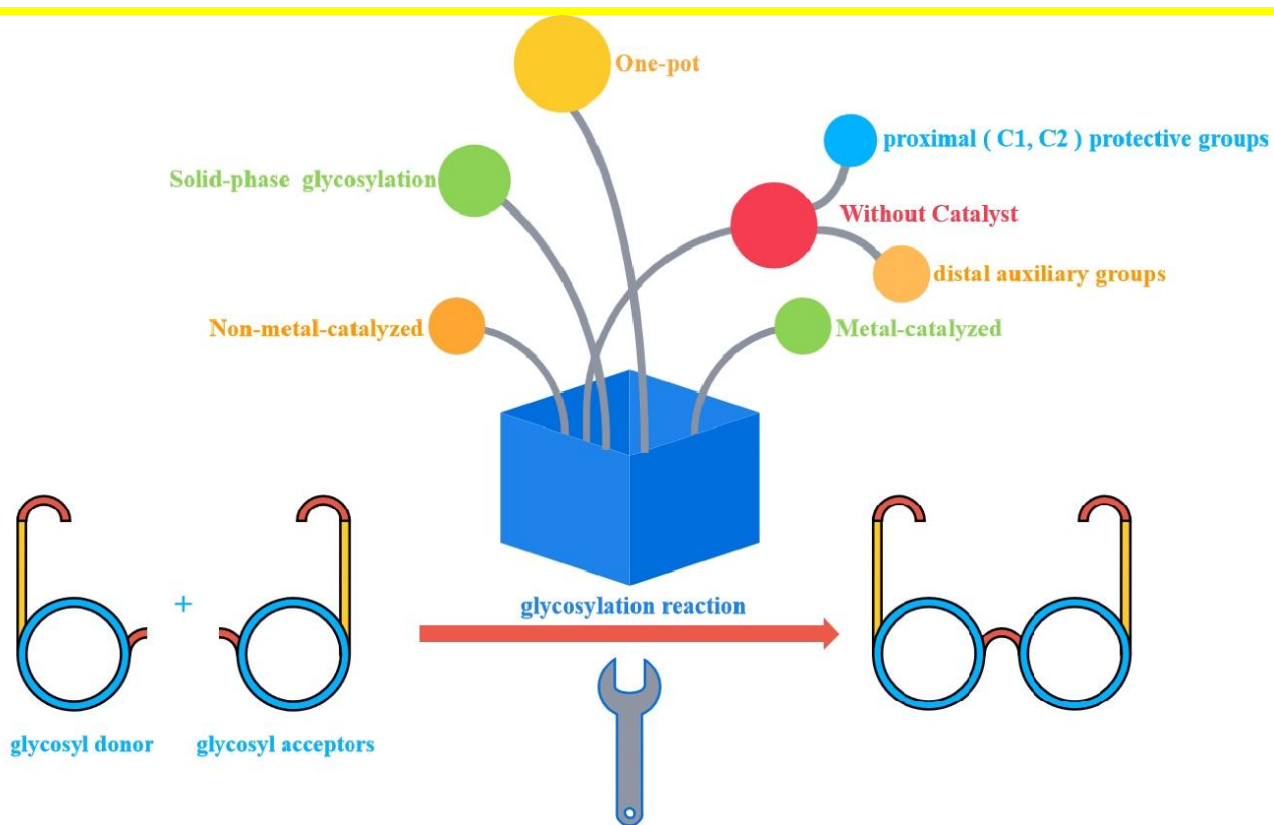 One-pot
proximal ( C1, C2 ) protective groups
Solid-phase glycosylation
Without Catalyst
distal auxiliary groups
Non-metal-catalyzed
Metal-catalyzed
glycosylation reaction
+
glycosyl donor
glycosyl acceptors